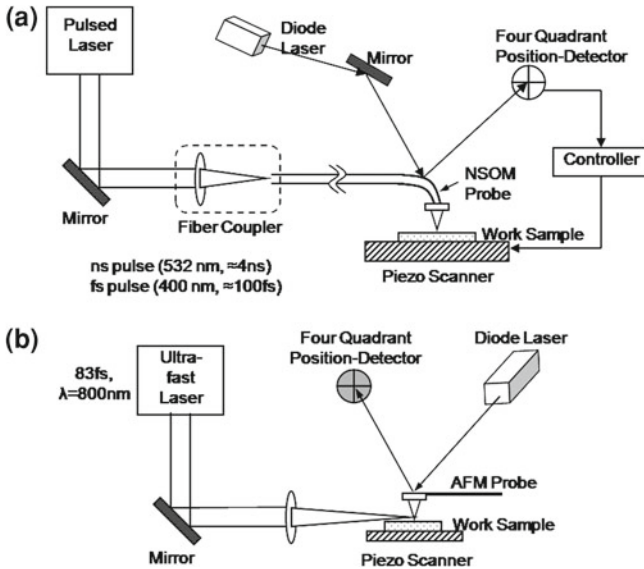 (a)
Pulsed
Laser
Diode
Laser
Mirror
Four Quadrant
Position-Detector
Controller
NSOM
Probe
Mirror
Fiber Coupler
Work Sample
Piezo Scanner
ns pulse (532 nm, ≈4ns)
fs pulse (400 nm, ≈100fs)
(b)
83fs,
λ=800nm
Ultra-
fast
Laser
Four Quadrant
Position-Detector
Diode Laser
AFM Probe
Work Sample
Mirror
Piezo Scanner